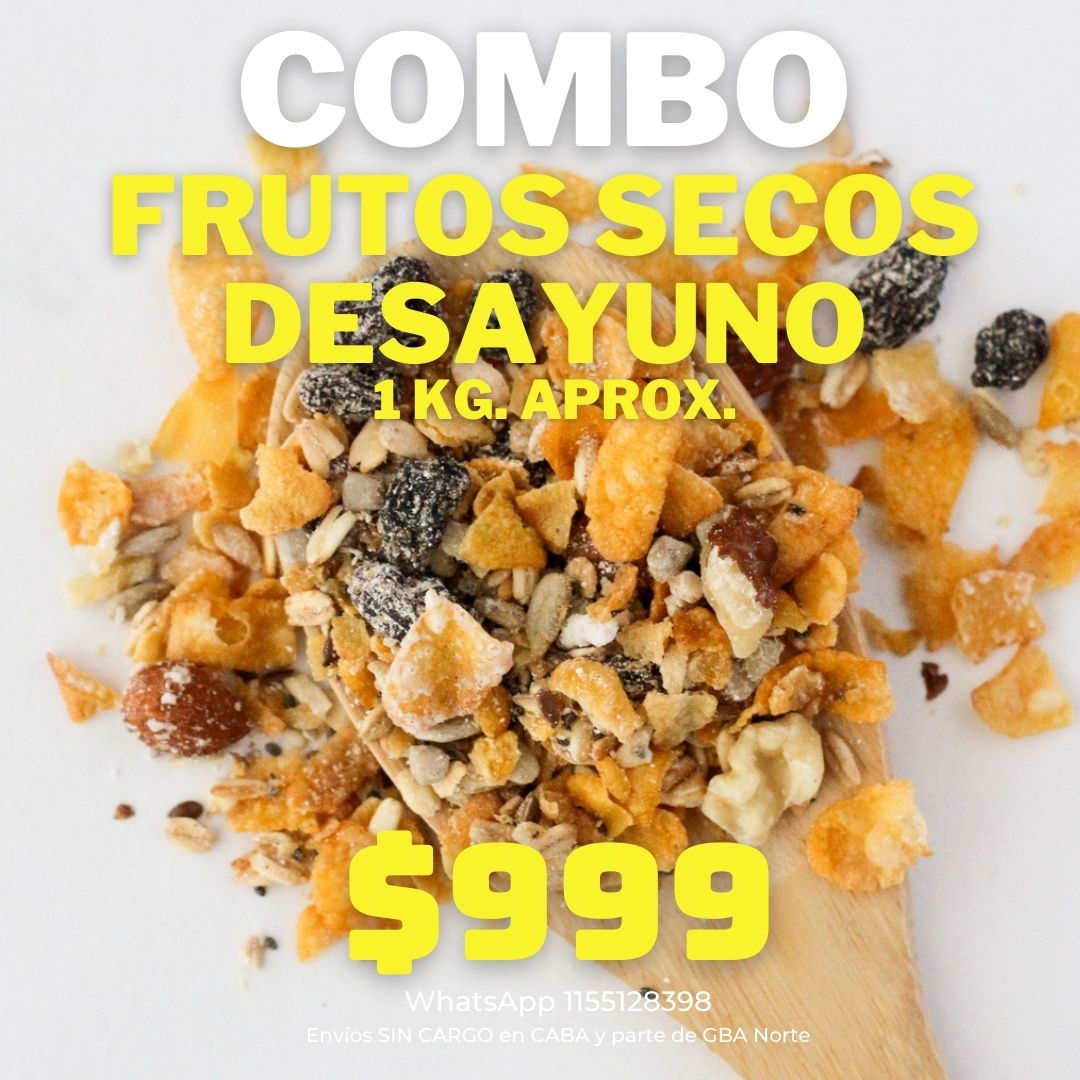 COMBO
FRUTOS SECOS
DESAYUNO
1 KG. APROX.
$999
WhatsApp 1155128398
Envíos SIN CARGO en CABA y parte de GBA Norte